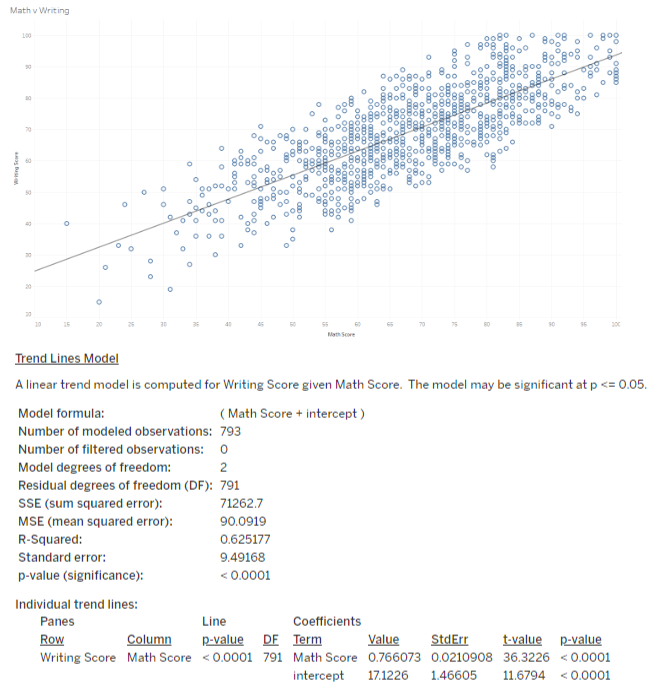 Math v Writing
100
90
80
70
60
50
40
30
20
10
Writing Score
10 15 20 25 30 35 40 45 50 55 60 65 70 75 80 85 90 95 100
Math Score
Trend Lines Model
A linear trend model is computed for Writing Score given Math Score. The model may be significant at p <= 0.05.
Model formula: ( Math Score + intercept )
Number of modeled observations: 793
Number of filtered observations: 0
Model degrees of freedom: 2
Residual degrees of freedom (DF): 791
SSE (sum squared error): 71262.7
MSE (mean squared error): 90.0919
R-Squared: 0.625177
Standard error: 9.49168
p-value (significance): < 0.0001
Individual trend lines:
Panes Line Coefficients
Row Column p-value DF Term Value StdErr t-value p-value
Writing Score Math Score < 0.0001 791 Math Score 0.766073 0.0210908 36.3226 < 0.0001
intercept 17.1226 1.46605 11.6794 < 0.0001